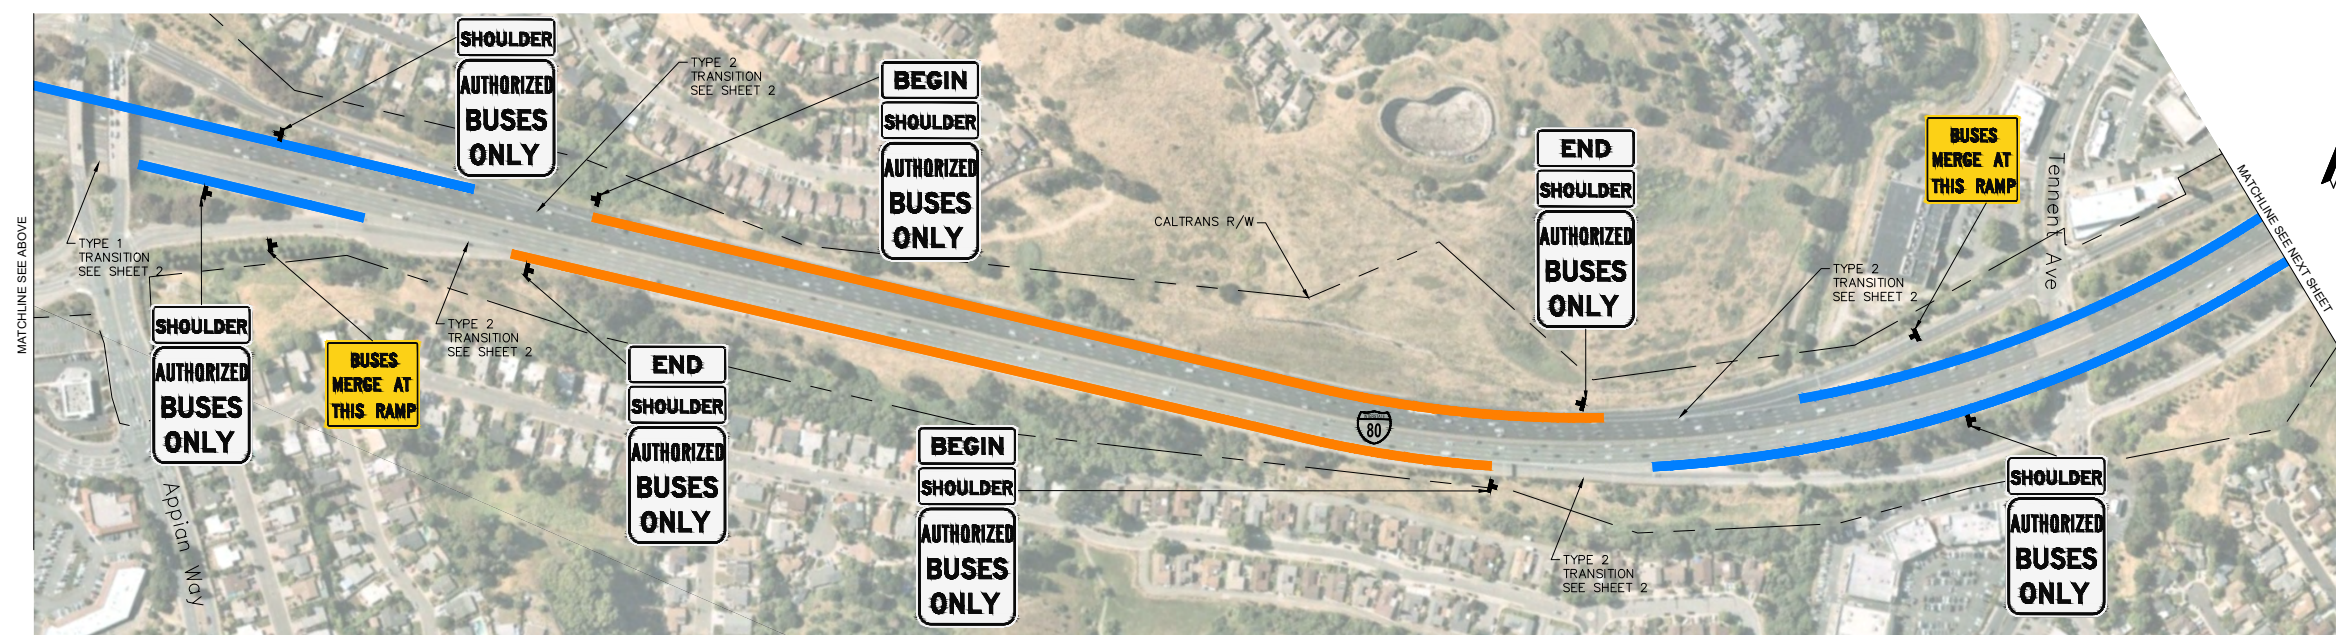 SHOULDER
AUTHORIZED
BUSES
ONLY
TYPE 2
TRANSITION
SEE SHEET 2
BEGIN
SHOULDER
AUTHORIZED
BUSES
ONLY
CALTRANS R/W
END
SHOULDER
AUTHORIZED
BUSES
ONLY
BUSES
MERGE AT
THIS RAMP
Tennent Ave
MATCHLINE SEE NEXT SHEET
MATCHLINE SEE ABOVE
TYPE 1
TRANSITION
SEE SHEET 2
SHOULDER
AUTHORIZED
BUSES
ONLY
BUSES
MERGE AT
THIS RAMP
TYPE 2
TRANSITION
SEE SHEET 2
END
SHOULDER
AUTHORIZED
BUSES
ONLY
BEGIN
SHOULDER
AUTHORIZED
BUSES
ONLY
80
TYPE 2
TRANSITION
SEE SHEET 2
TYPE 2
TRANSITION
SEE SHEET 2
SHOULDER
AUTHORIZED
BUSES
ONLY
Appian Way